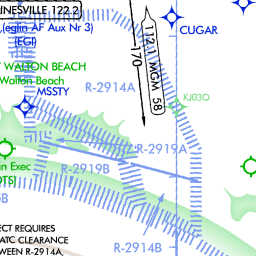 INESVILLE 122.2
(eglin AF Aux Nr 3)
(EGI)
CUGAR
112.1 MGM 58
170
WALTON BEACH
Walton Beach
R-2914A
MSSTY
KJ03O
R-2919A
Exec
R-2919B
ECT REQUIRES
ATC CLEARANCE
WEEN R-2914A,
R-2914B